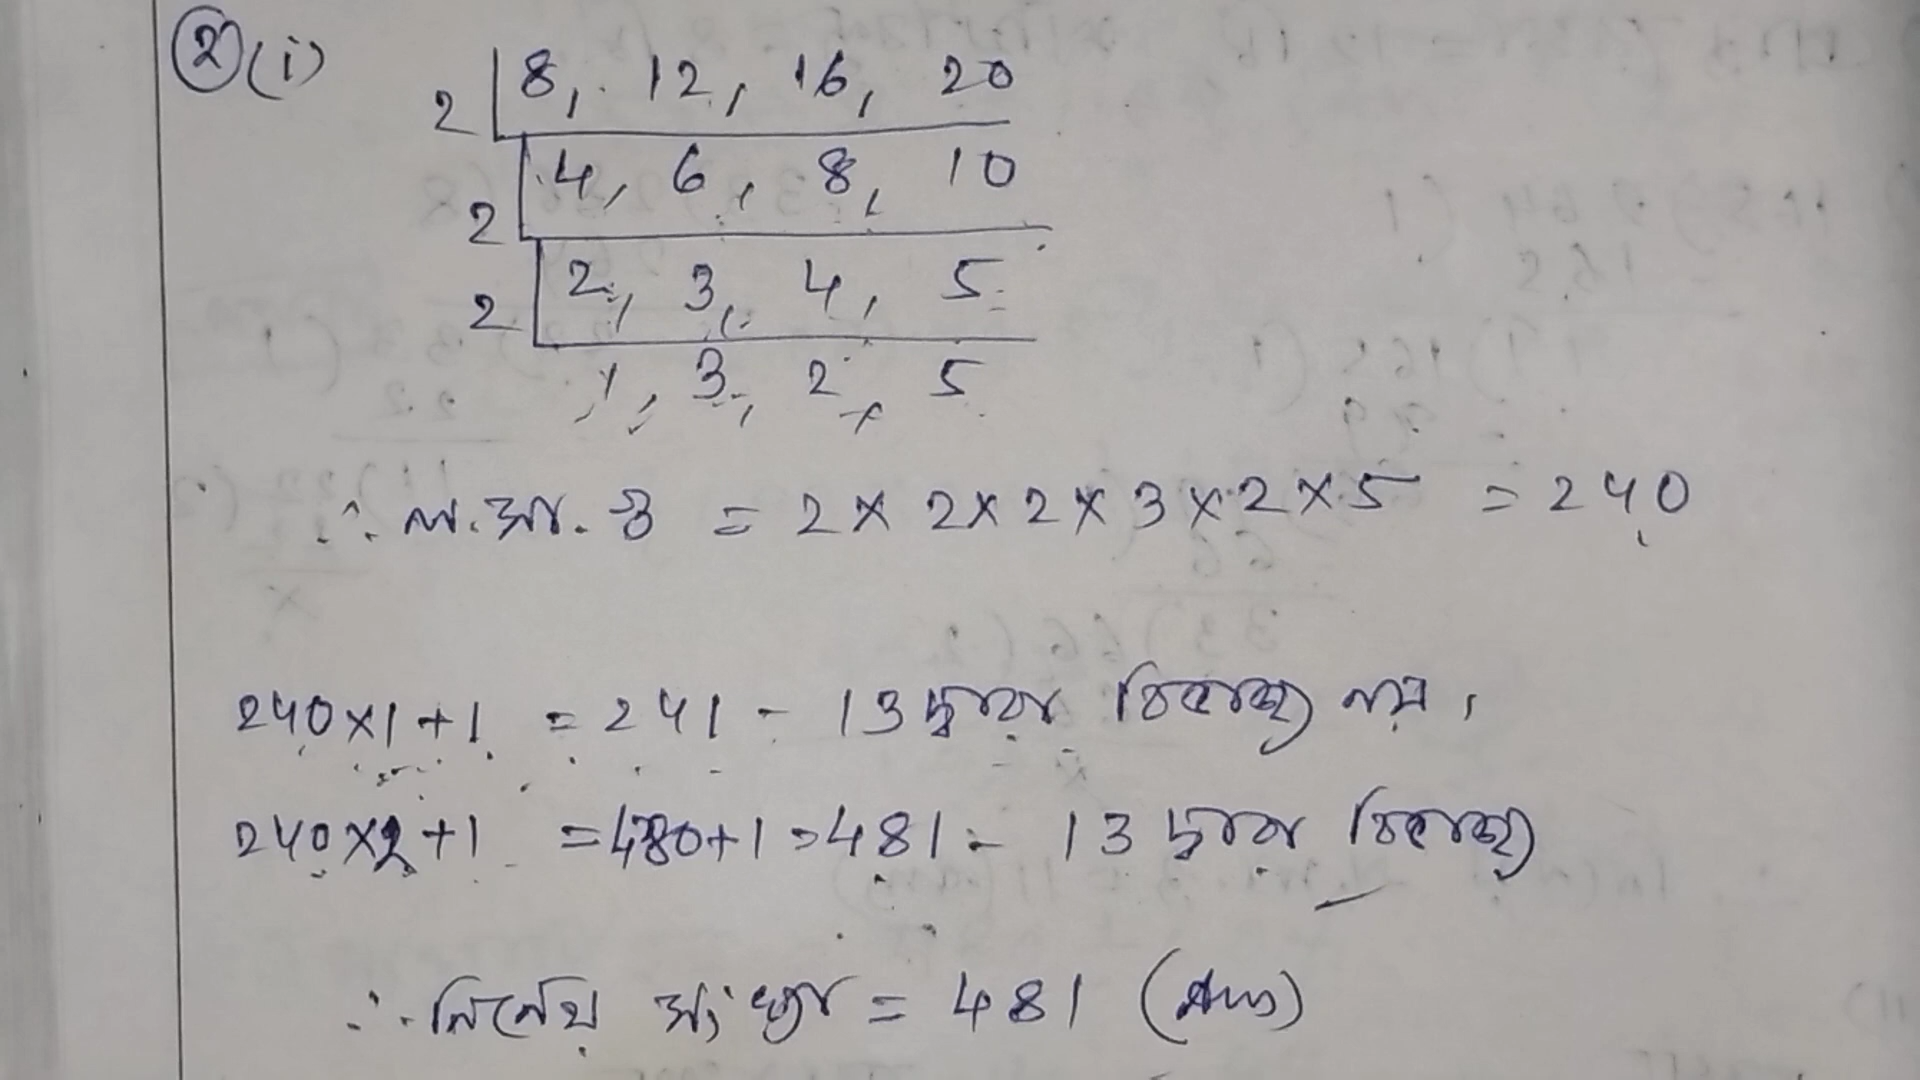 ② (i)
2 | 8, 12, 16, 20
2 | 4, 6, 8, 10
2 | 2, 3, 4, 5
1, 3, 2, 5
∴ ল.সা.গু = 2 × 2 × 2 × 3 × 2 × 5 = 240
240×1+1 = 241 - 13 দ্বারা বিভাজ্য নয়,
240×2+1 = 480+1 = 481 - 13 দ্বারা বিভাজ্য
∴ নির্ণেয় সংখ্যা = 481 (Ans)